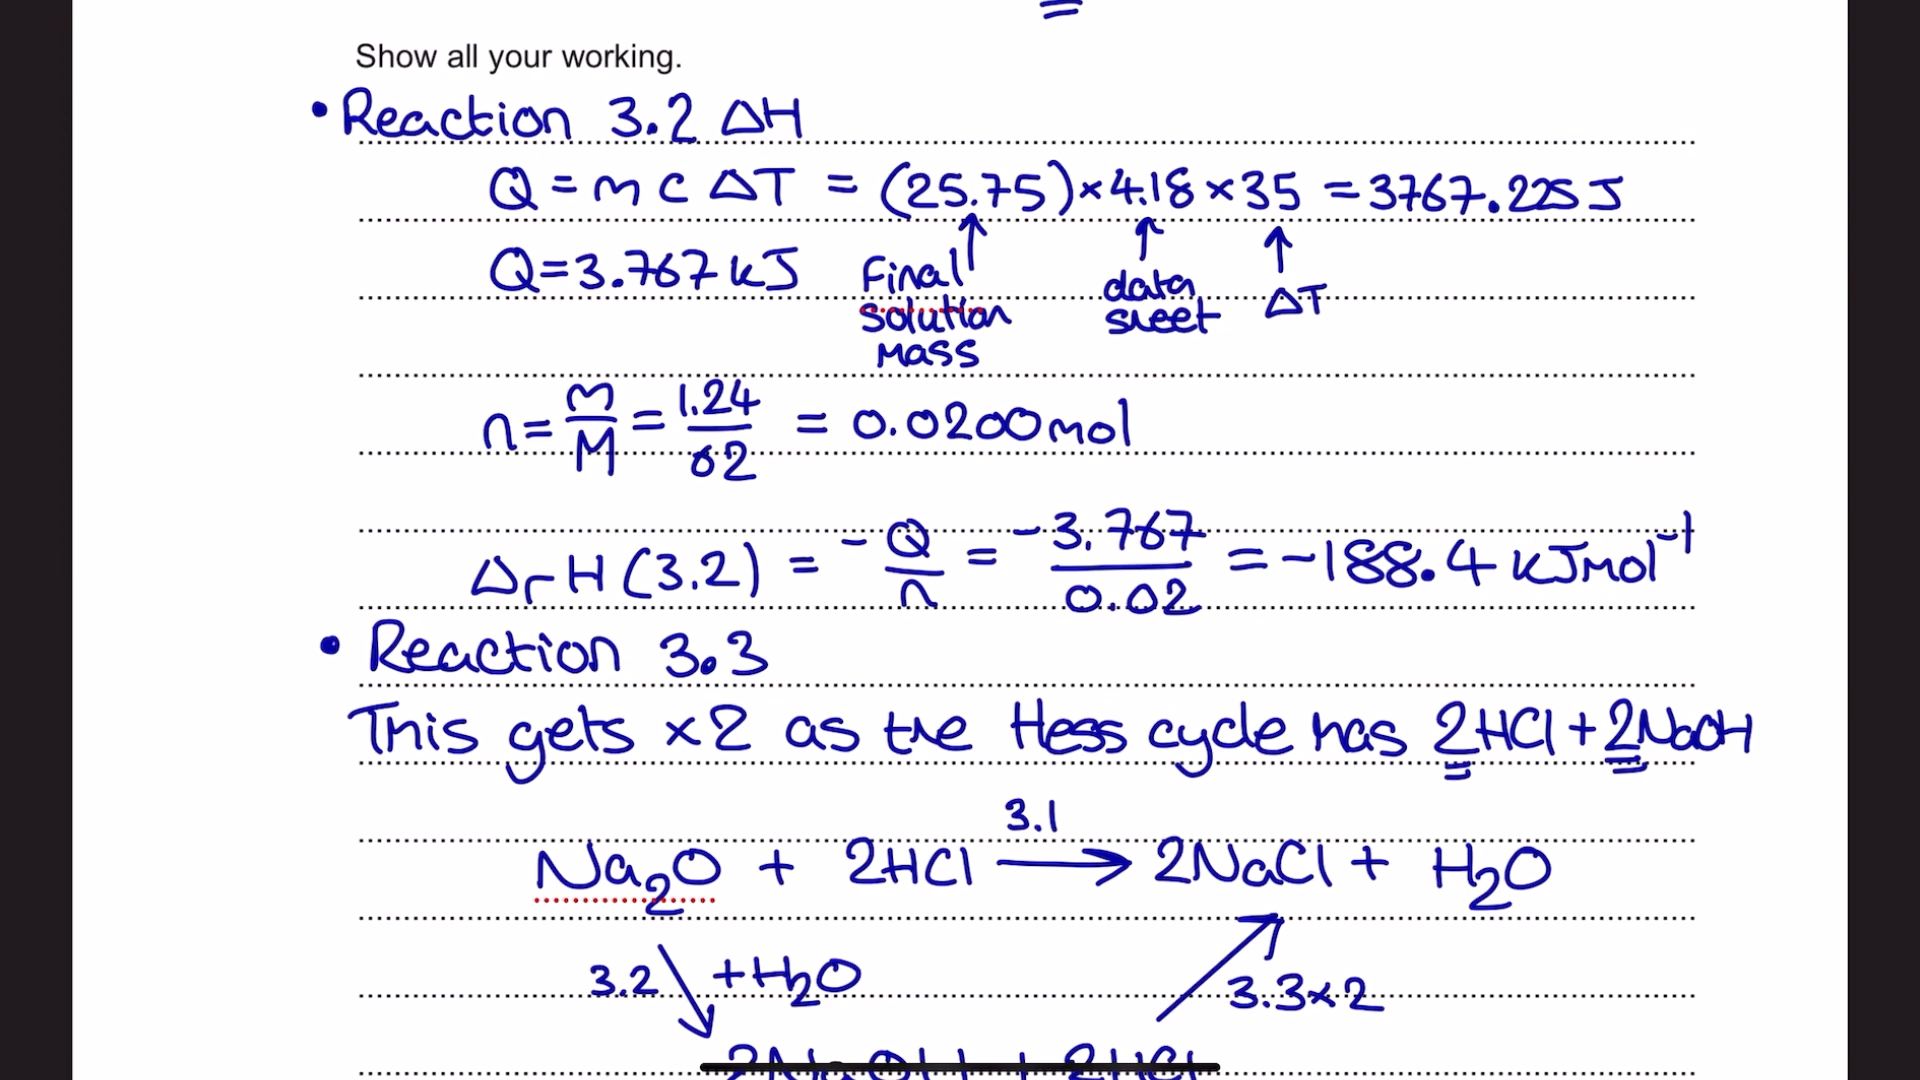 Show all your working.
• Reaction 3.2 ΔH
Q = m c ΔT = (25.75) × 4.18 × 35 = 3767.225 J
Q = 3.767 kJ
Final solution mass
data sheet
ΔT
n = m/M = 1.24/62 = 0.0200 mol
ΔrH (3.2) = -Q/n = -3.767/0.02 = -188.4 kJmol⁻¹
• Reaction 3.3
This gets ×2 as the Hess cycle has 2HCl + 2NaOH
3.1
Na₂O + 2HCl → 2NaCl + H₂O
3.2 ↘ +H₂O ↗ 3.3×2
2NaOH + 2HCl